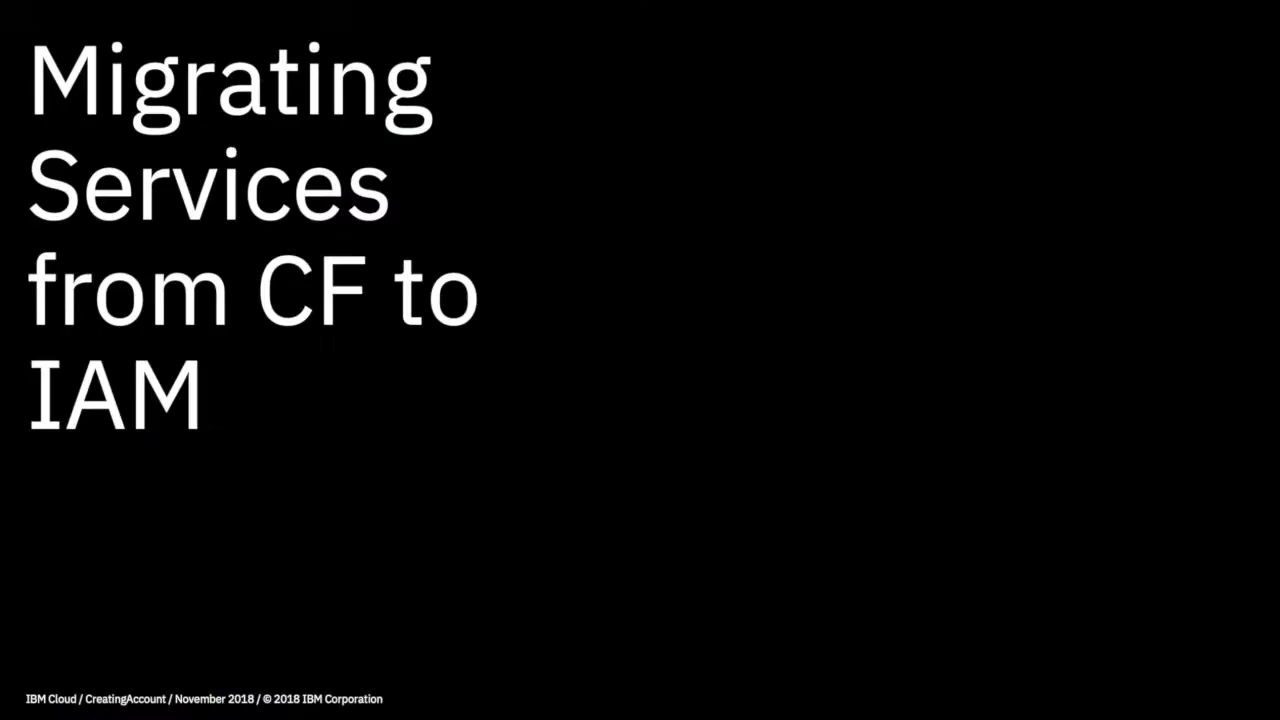 Migrating
Services
from CF to
IAM
IBM Cloud / CreatingAccount / November 2018 / © 2018 IBM Corporation